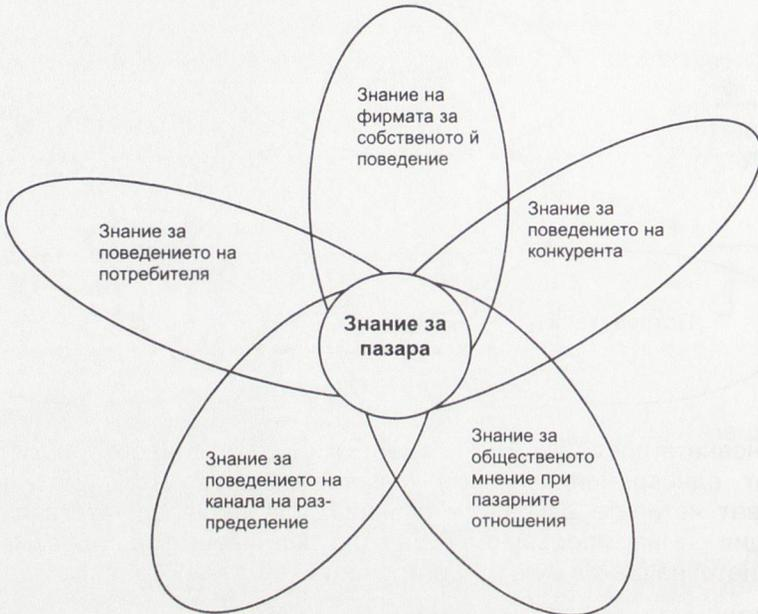 Знание на
фирмата за
собственото й
поведение
Знание за
поведението на
конкурента
Знание за
поведението на
потребителя
Знание за
пазара
Знание за
поведението на
канала на раз-
пределение
Знание за
общественото
мнение при
пазарните
отношения